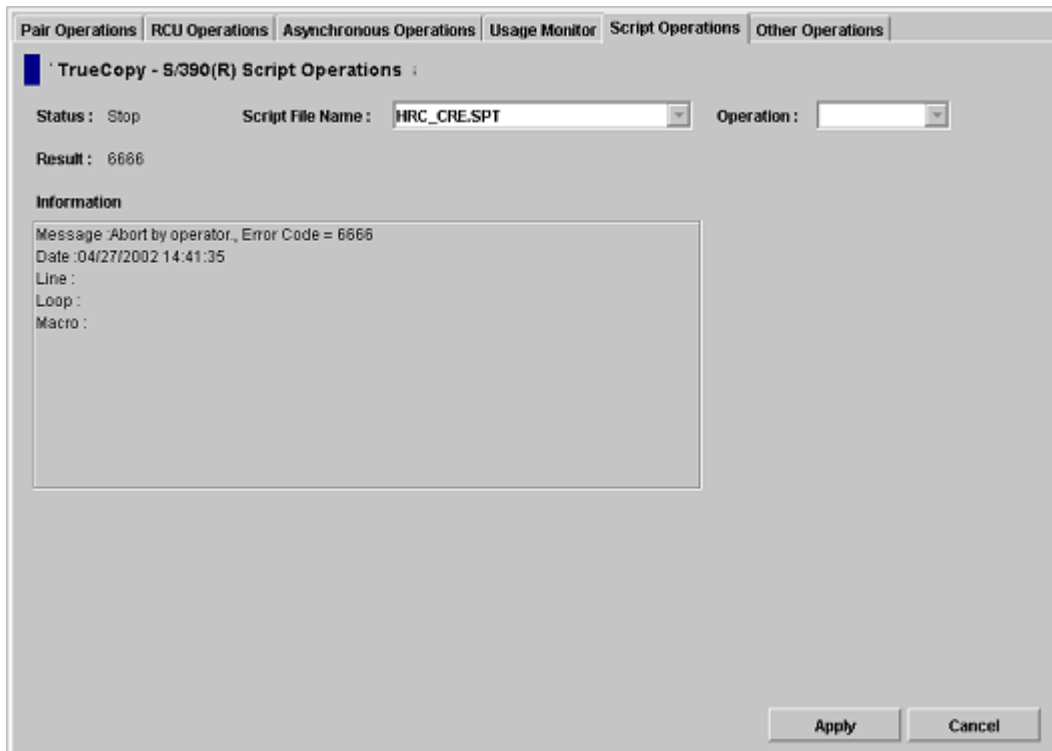 Pair Operations RCU Operations Asynchronous Operations Usage Monitor Script Operations Other Operations
TrueCopy - S/390(R) Script Operations
Status : Stop Script File Name : HRC_CRE.SPT Operation :
Result : 6666
Information
Message :Abort by operator., Error Code = 6666
Date :04/27/2002 14:41:35
Line :
Loop :
Macro :
Apply Cancel